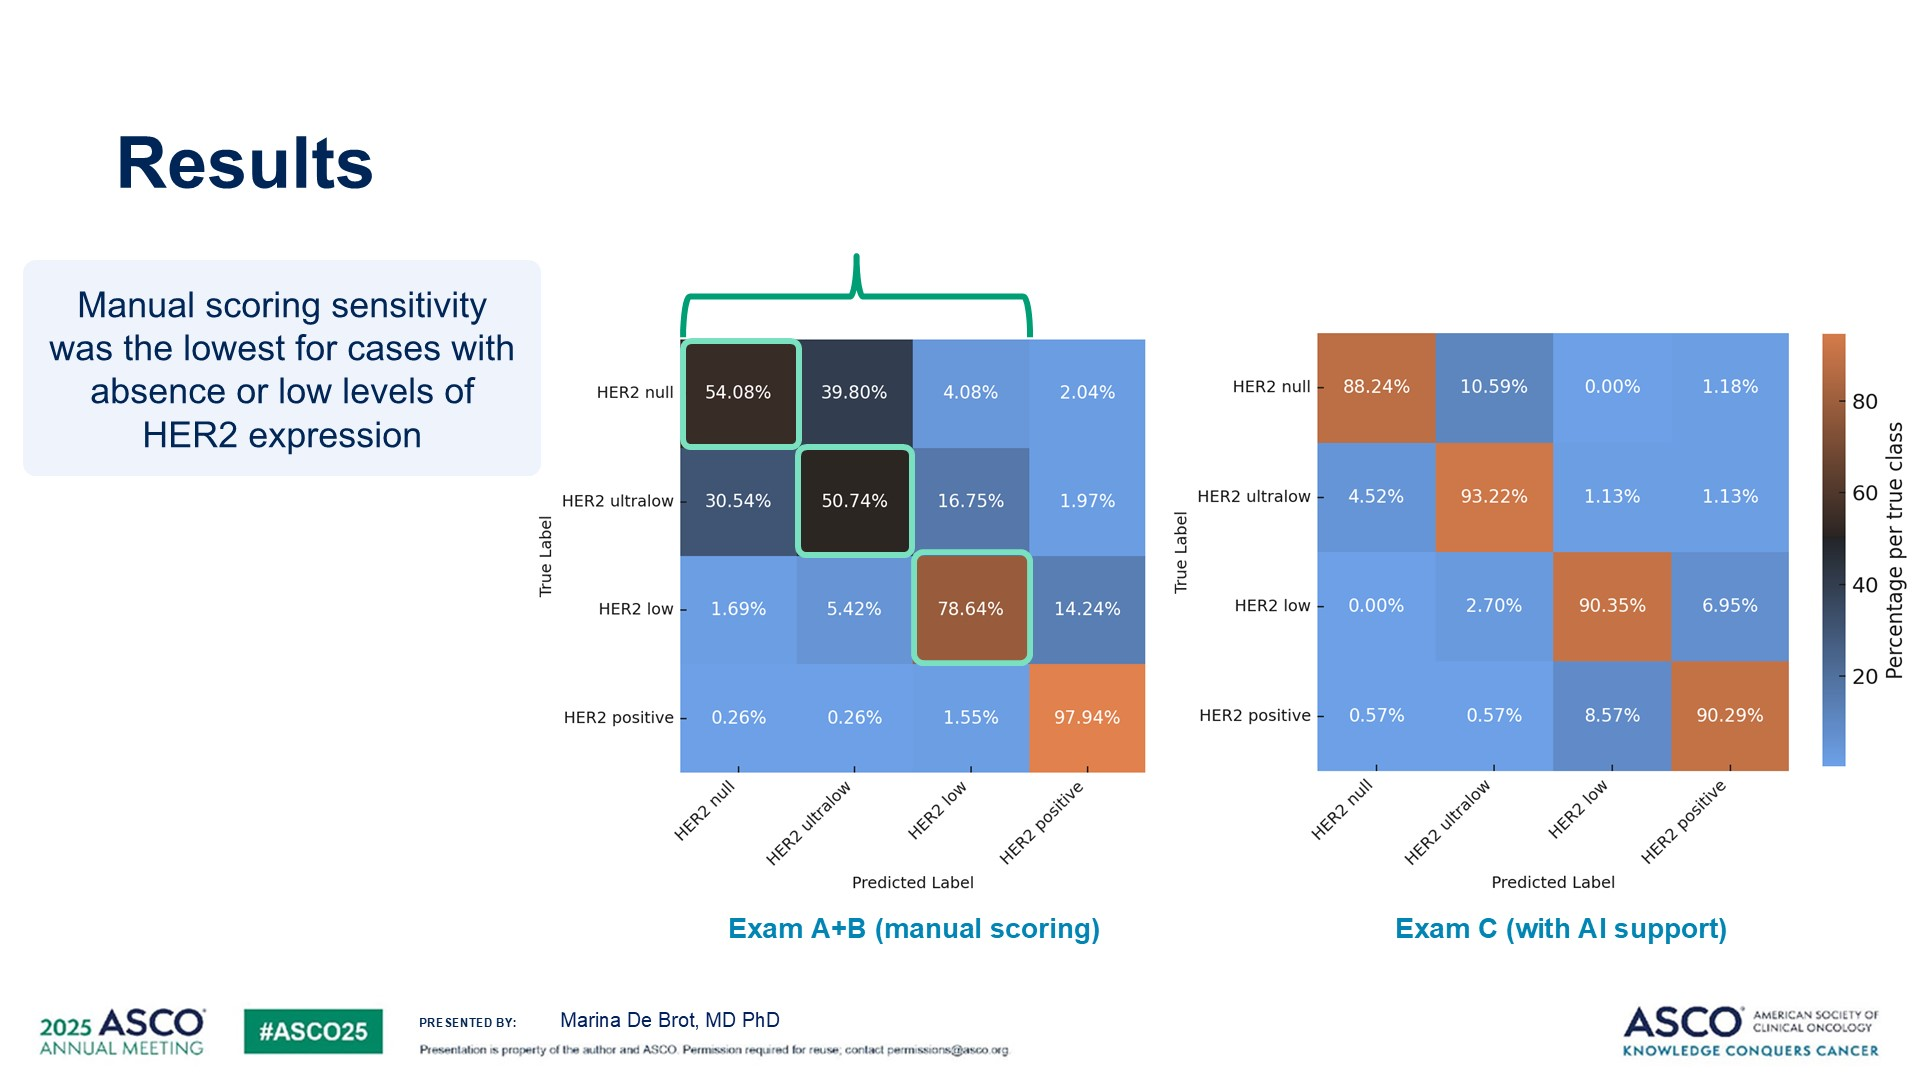 Results
Manual scoring sensitivity
was the lowest for cases with
absence or low levels of
HER2 expression
True Label
HER2 null
54.08% 39.80% 4.08% 2.04%
HER2 ultralow
30.54% 50.74% 16.75% 1.97%
HER2 low
1.69% 5.42% 78.64% 14.24%
HER2 positive
0.26% 0.26% 1.55% 97.94%
HER2 null
HER2 ultralow
HER2 low
HER2 positive
Predicted Label
Exam A+B (manual scoring)
True Label
HER2 null
88.24% 10.59% 0.00% 1.18%
HER2 ultralow
4.52% 93.22% 1.13% 1.13%
HER2 low
0.00% 2.70% 90.35% 6.95%
HER2 positive
0.57% 0.57% 8.57% 90.29%
HER2 null
HER2 ultralow
HER2 low
HER2 positive
Predicted Label
Exam C (with AI support)
80
60
40
20
Percentage per true class
2025 ASCO
ANNUAL MEETING
#ASCO25
PRESENTED BY: Marina De Brot, MD PhD
Presentation is property of the author and ASCO. Permission required for reuse; contact permissions@asco.org.
ASCO AMERICAN SOCIETY OF
CLINICAL ONCOLOGY
KNOWLEDGE CONQUERS CANCER